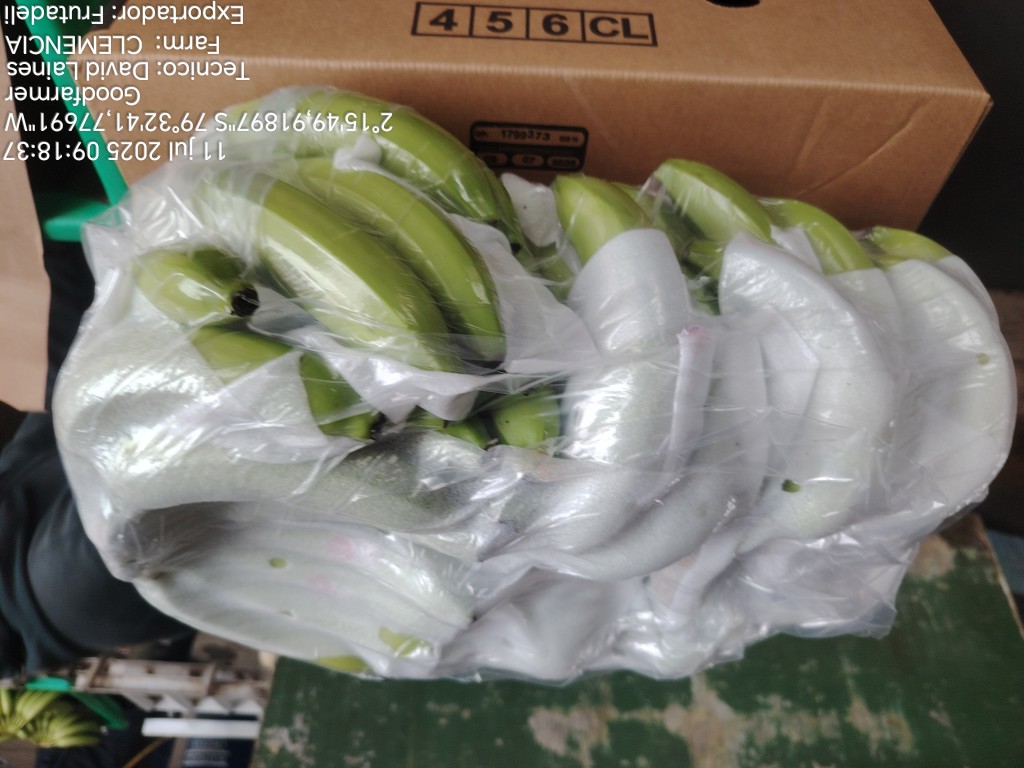 11 jul 2025 09:18:37
2°15'49,91897"S 79°32'41,77691"W
Goodfarmer
Tecnico: David Laines
Farm: CLEMENCIA
Exportador: Frutadeli
4 5 6 CL